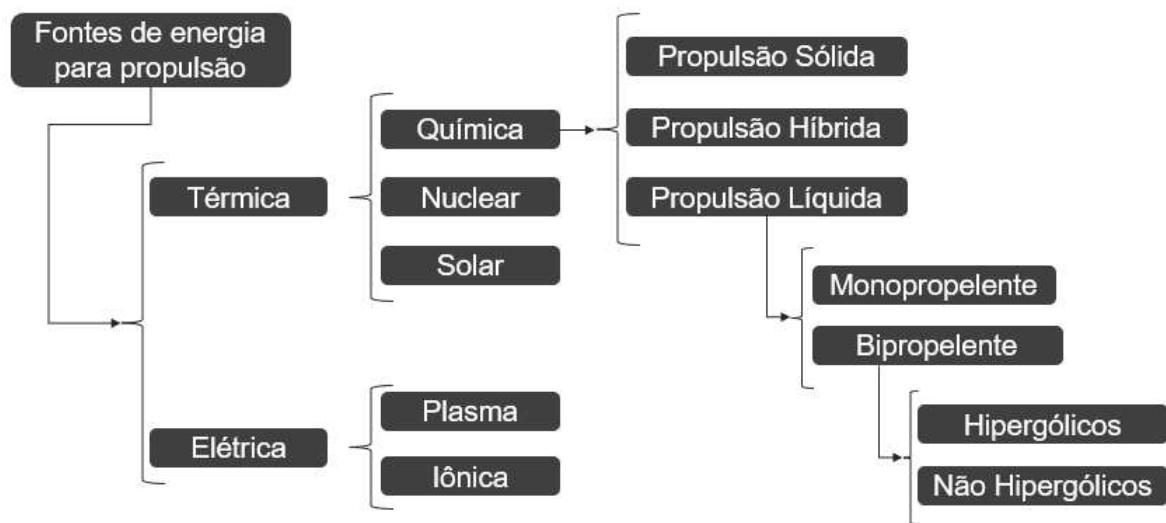 Fontes de energia
para propulsão
Térmica
Elétrica
Química
Nuclear
Solar
Plasma
Iônica
Propulsão Sólida
Propulsão Híbrida
Propulsão Líquida
Monopropelente
Bipropelente
Hipergólicos
Não Hipergólicos